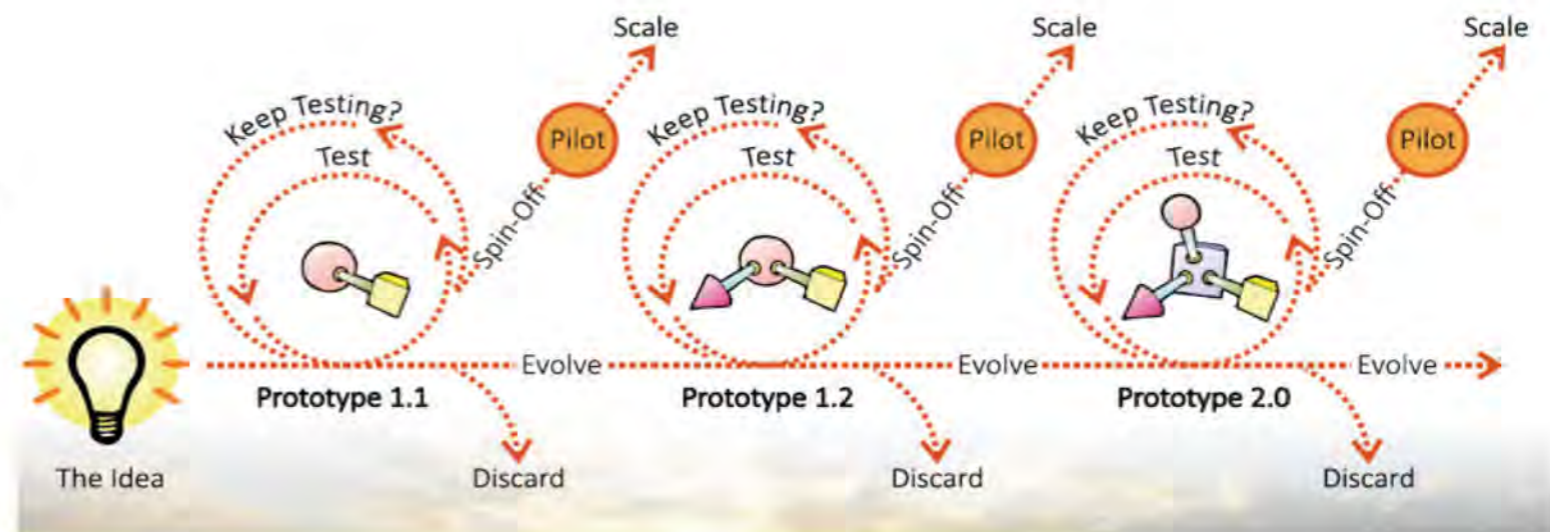 Scale
Scale
Scale
Keep Testing?
Keep Testing?
Keep Testing?
Pilot
Pilot
Pilot
Test
Test
Test
Spin-Off
Spin-Off
Spin-Off
Evolve
Evolve
Evolve
Prototype 1.1
Prototype 1.2
Prototype 2.0
The Idea
Discard
Discard
Discard